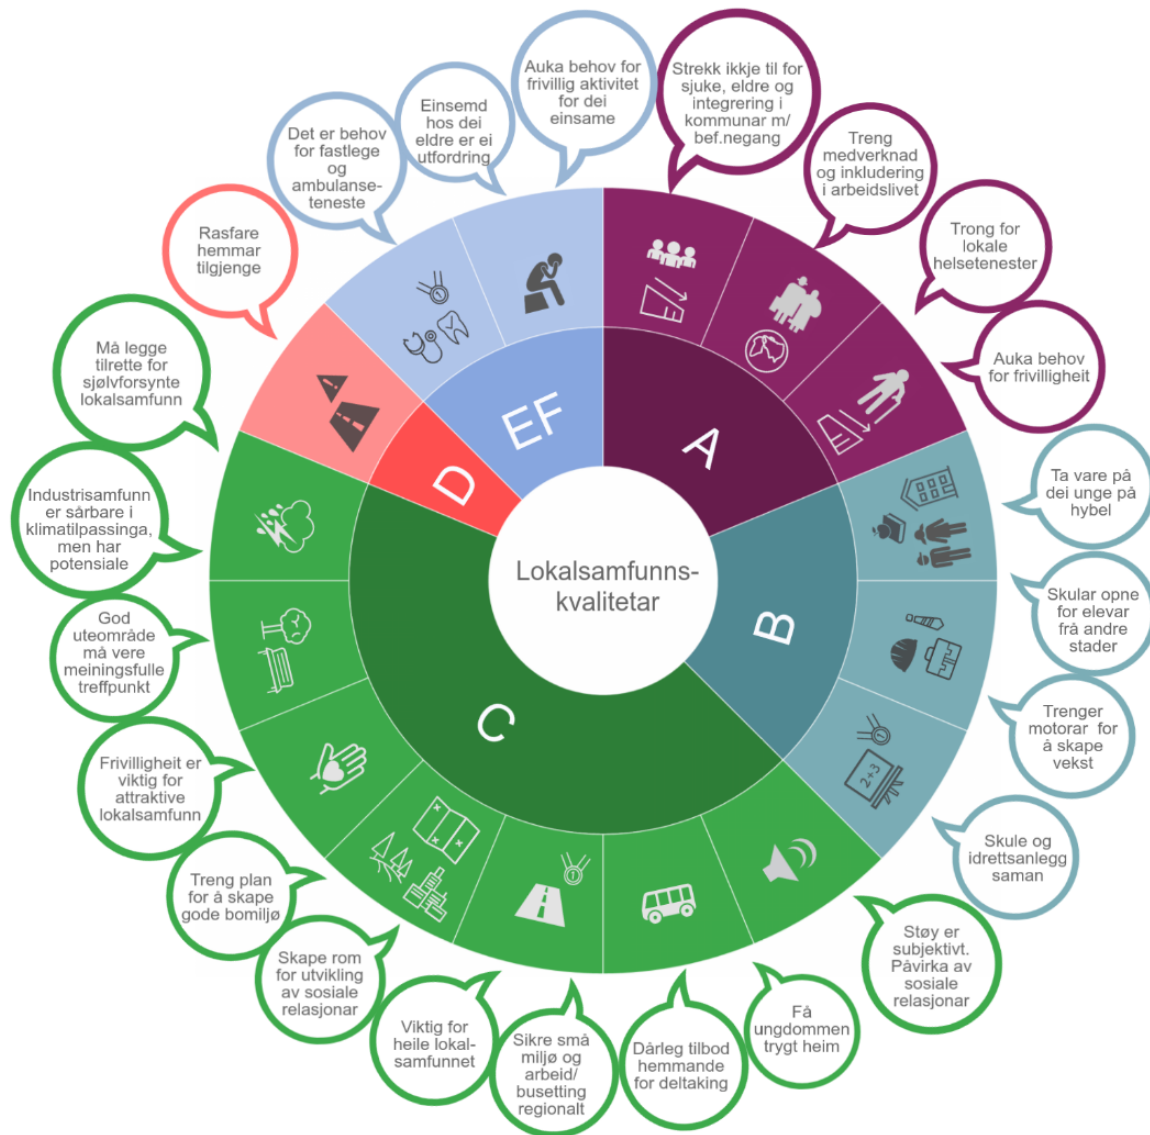 Auka behov for
frivillig aktivitet
for dei
einsame
Strekk ikkje til for
sjuke, eldre og
integrering i
kommunar m/
bef.negang
Treng
medverknad
og inkludering
i arbeidslivet
Trong for
lokale
helsetenester
Auka behov
for frivillighet
Ta vare på
dei unge på
hybel
Skular opne
for elevar
frå andre
stader
Trenger
motorar for
å skape
vekst
Skule og
idrettsanlegg
saman
Støy er
subjektivt.
Påvirka av
sosiale
relasjonar
Få
ungdommen
trygt heim
Dårleg tilbod
hemmande
for deltaking
Sikre små
miljø og
arbeid/
busetting
regionalt
Viktig for
heile lokal-
samfunnet
Skape rom
for utvikling
av sosiale
relasjonar
Treng plan
for å skape
gode bomiljø
Frivilligheit er
viktig for
attraktive
lokalsamfunn
God
uteområde
må vere
meiningsfulle
treffpunkt
Industrisamfunn
er sårbare i
klimatilpassinga,
men har
potensiale
Må legge
tilrette for
sjølvforsynte
lokalsamfunn
Rasfare
hemmar
tilgjenge
Det er behov
for fastlege
og
ambulanse-
teneste
Einsemd
hos dei
eldre er ei
utfordring
A
B
C
D
EF
Lokalsamfunns-
kvalitetar
1
2+3
1
1